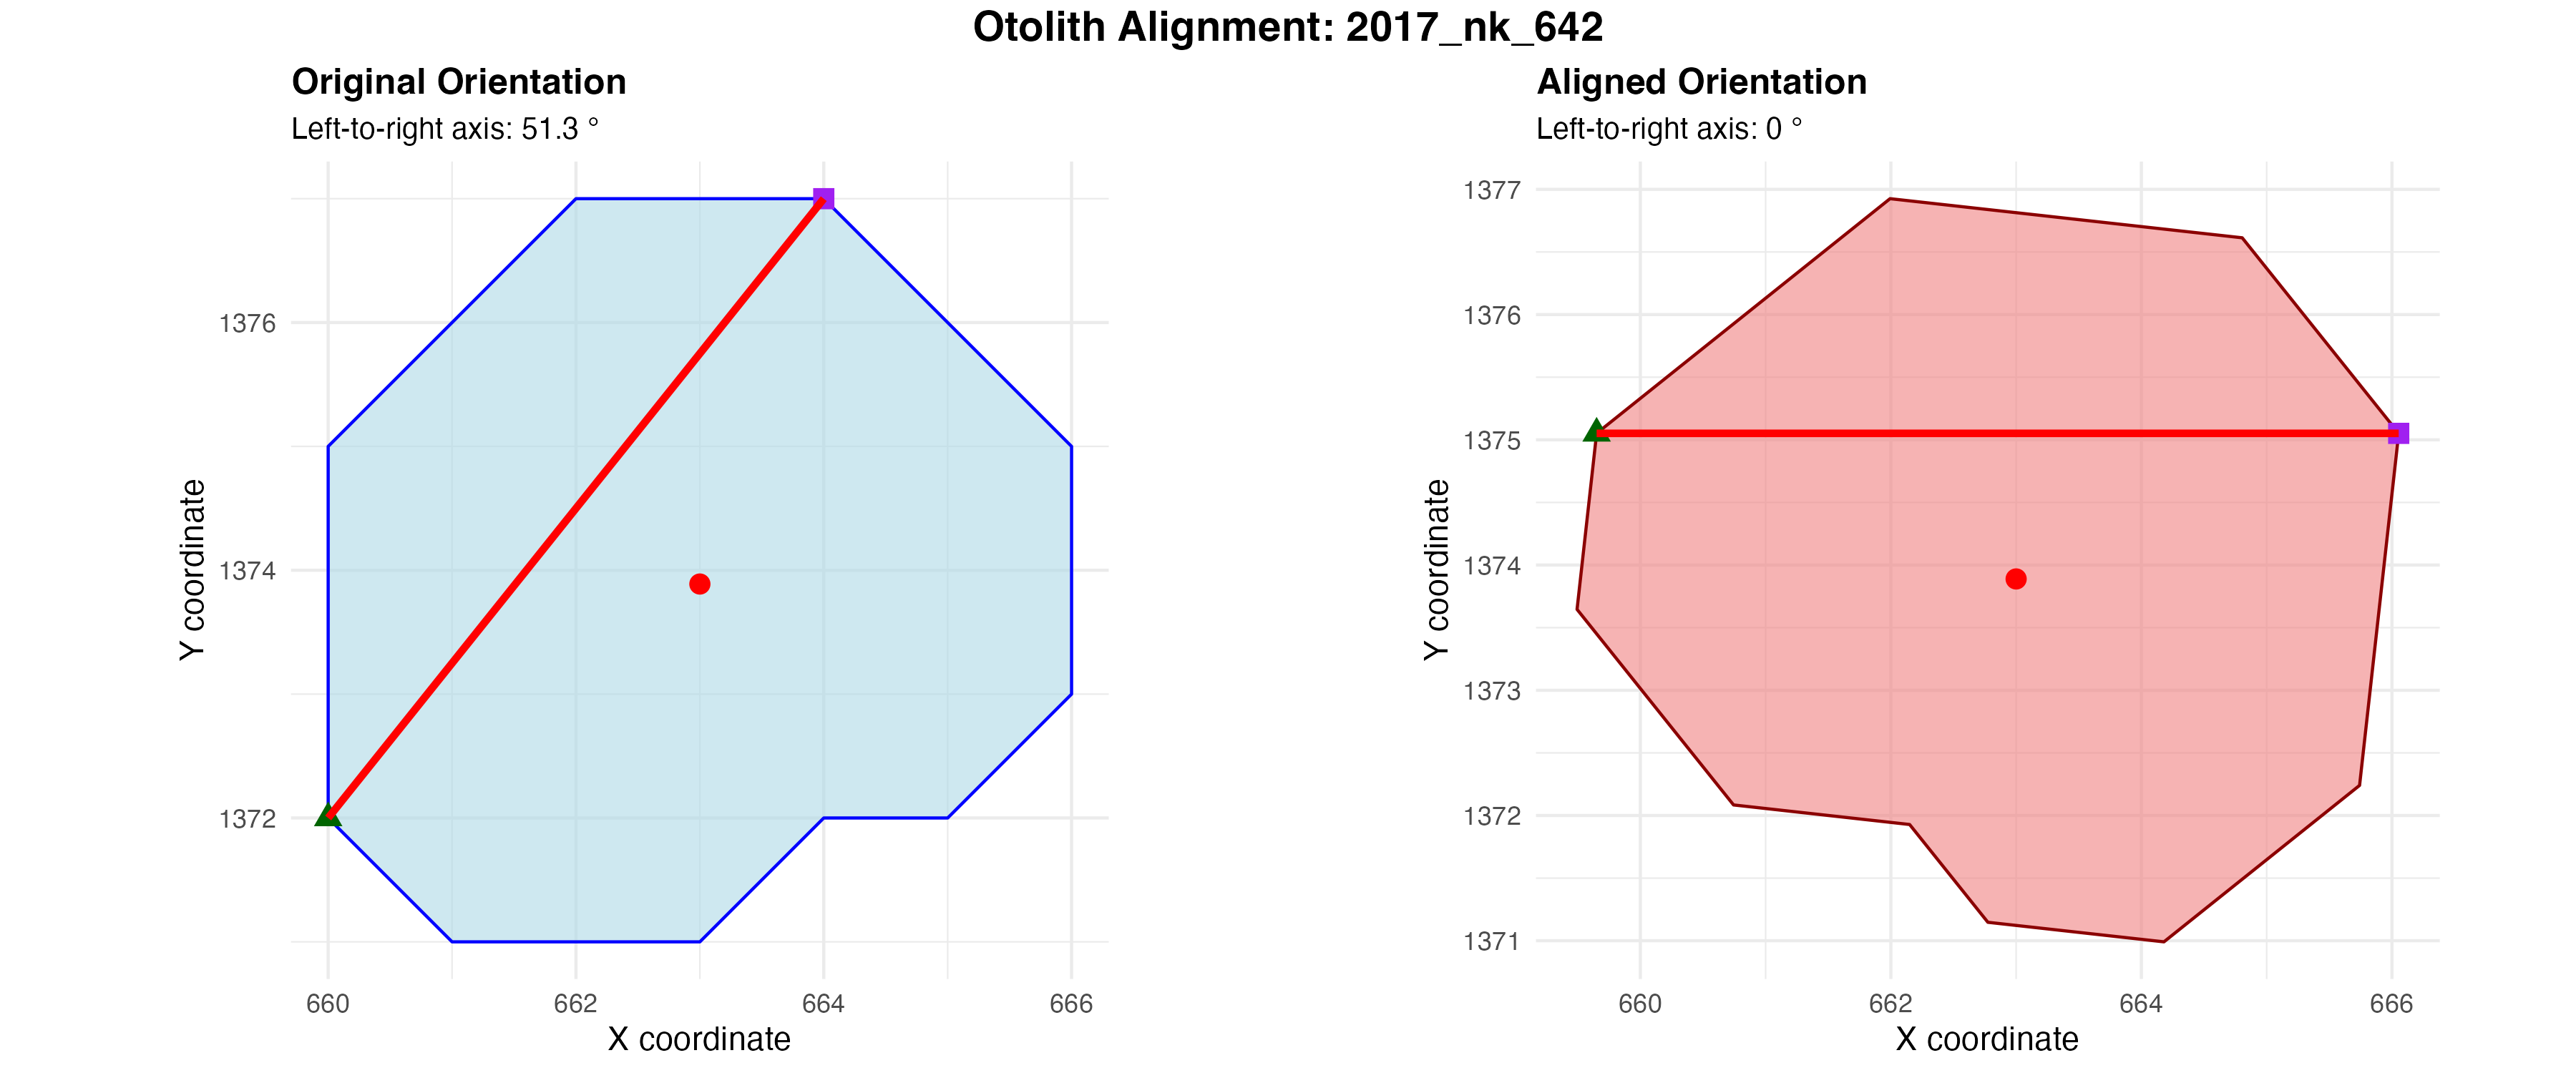 Otolith Alignment: 2017_nk_642
Original Orientation
Left-to-right axis: 51.3 °
1376
1374
1372
Y coordinate
660
662
664
666
X coordinate
Aligned Orientation
Left-to-right axis: 0 °
1377
1376
1375
1374
1373
1372
1371
Y coordinate
660
662
664
666
X coordinate